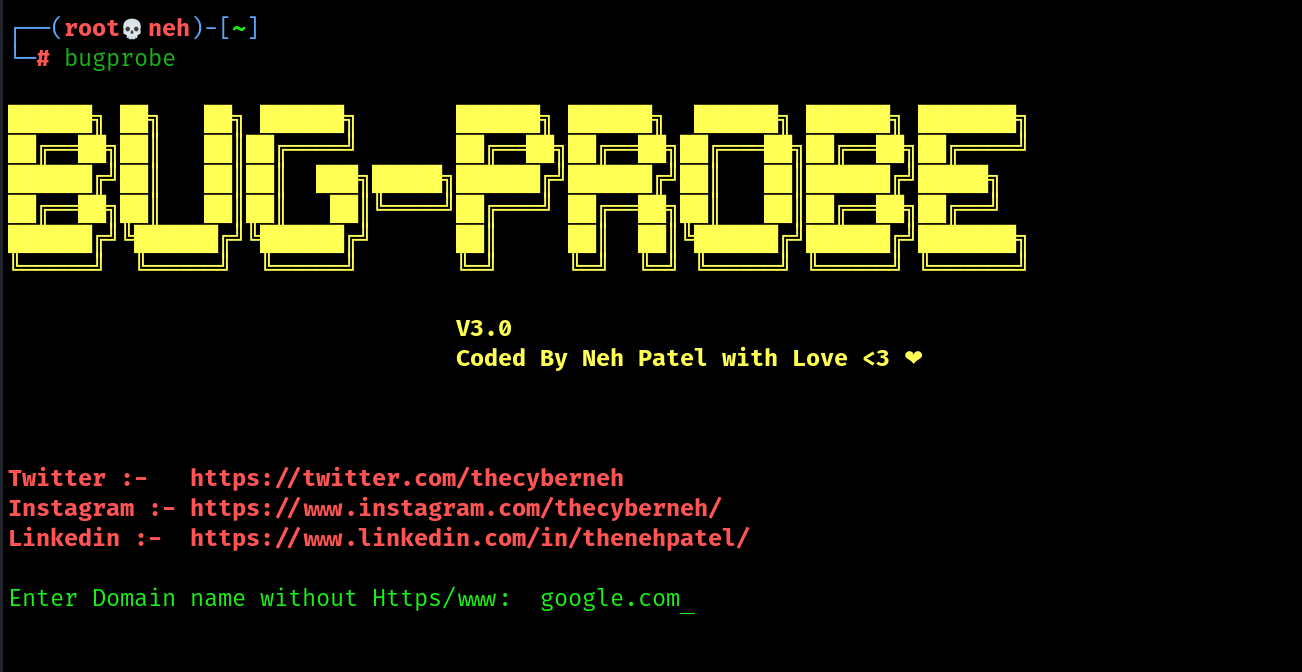 ┌──(root💀neh)-[~]
└─# bugprobe
BUG-PROBE
V3.0
Coded By Neh Patel with Love <3 ❤
Twitter :-   https://twitter.com/thecyberneh
Instagram :- https://www.instagram.com/thecyberneh/
Linkedin :-  https://www.linkedin.com/in/thenehpatel/
Enter Domain name without Https/www:  google.com_